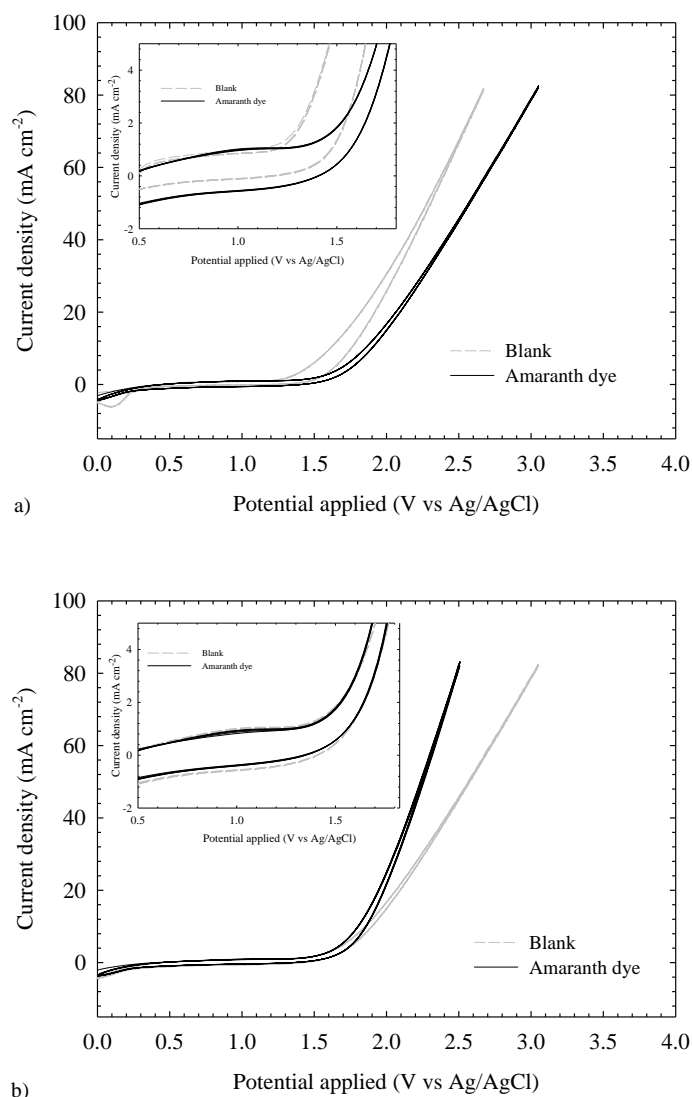 100
80
60
40
20
0
Current density (mA cm-2)
0.0 0.5 1.0 1.5 2.0 2.5 3.0 3.5 4.0
Potential applied (V vs Ag/AgCl)
Blank
Amaranth dye
4
2
0
-2
Current density (mA cm-2)
0.5 1.0 1.5
Potential applied (V vs Ag/AgCl)
Blank
Amaranth dye
a)
100
80
60
40
20
0
Current density (mA cm-2)
0.0 0.5 1.0 1.5 2.0 2.5 3.0 3.5 4.0
Potential applied (V vs Ag/AgCl)
Blank
Amaranth dye
4
2
0
-2
Current density (mA cm-2)
0.5 1.0 1.5
Potential applied (V vs Ag/AgCl)
Blank
Amaranth dye
b)